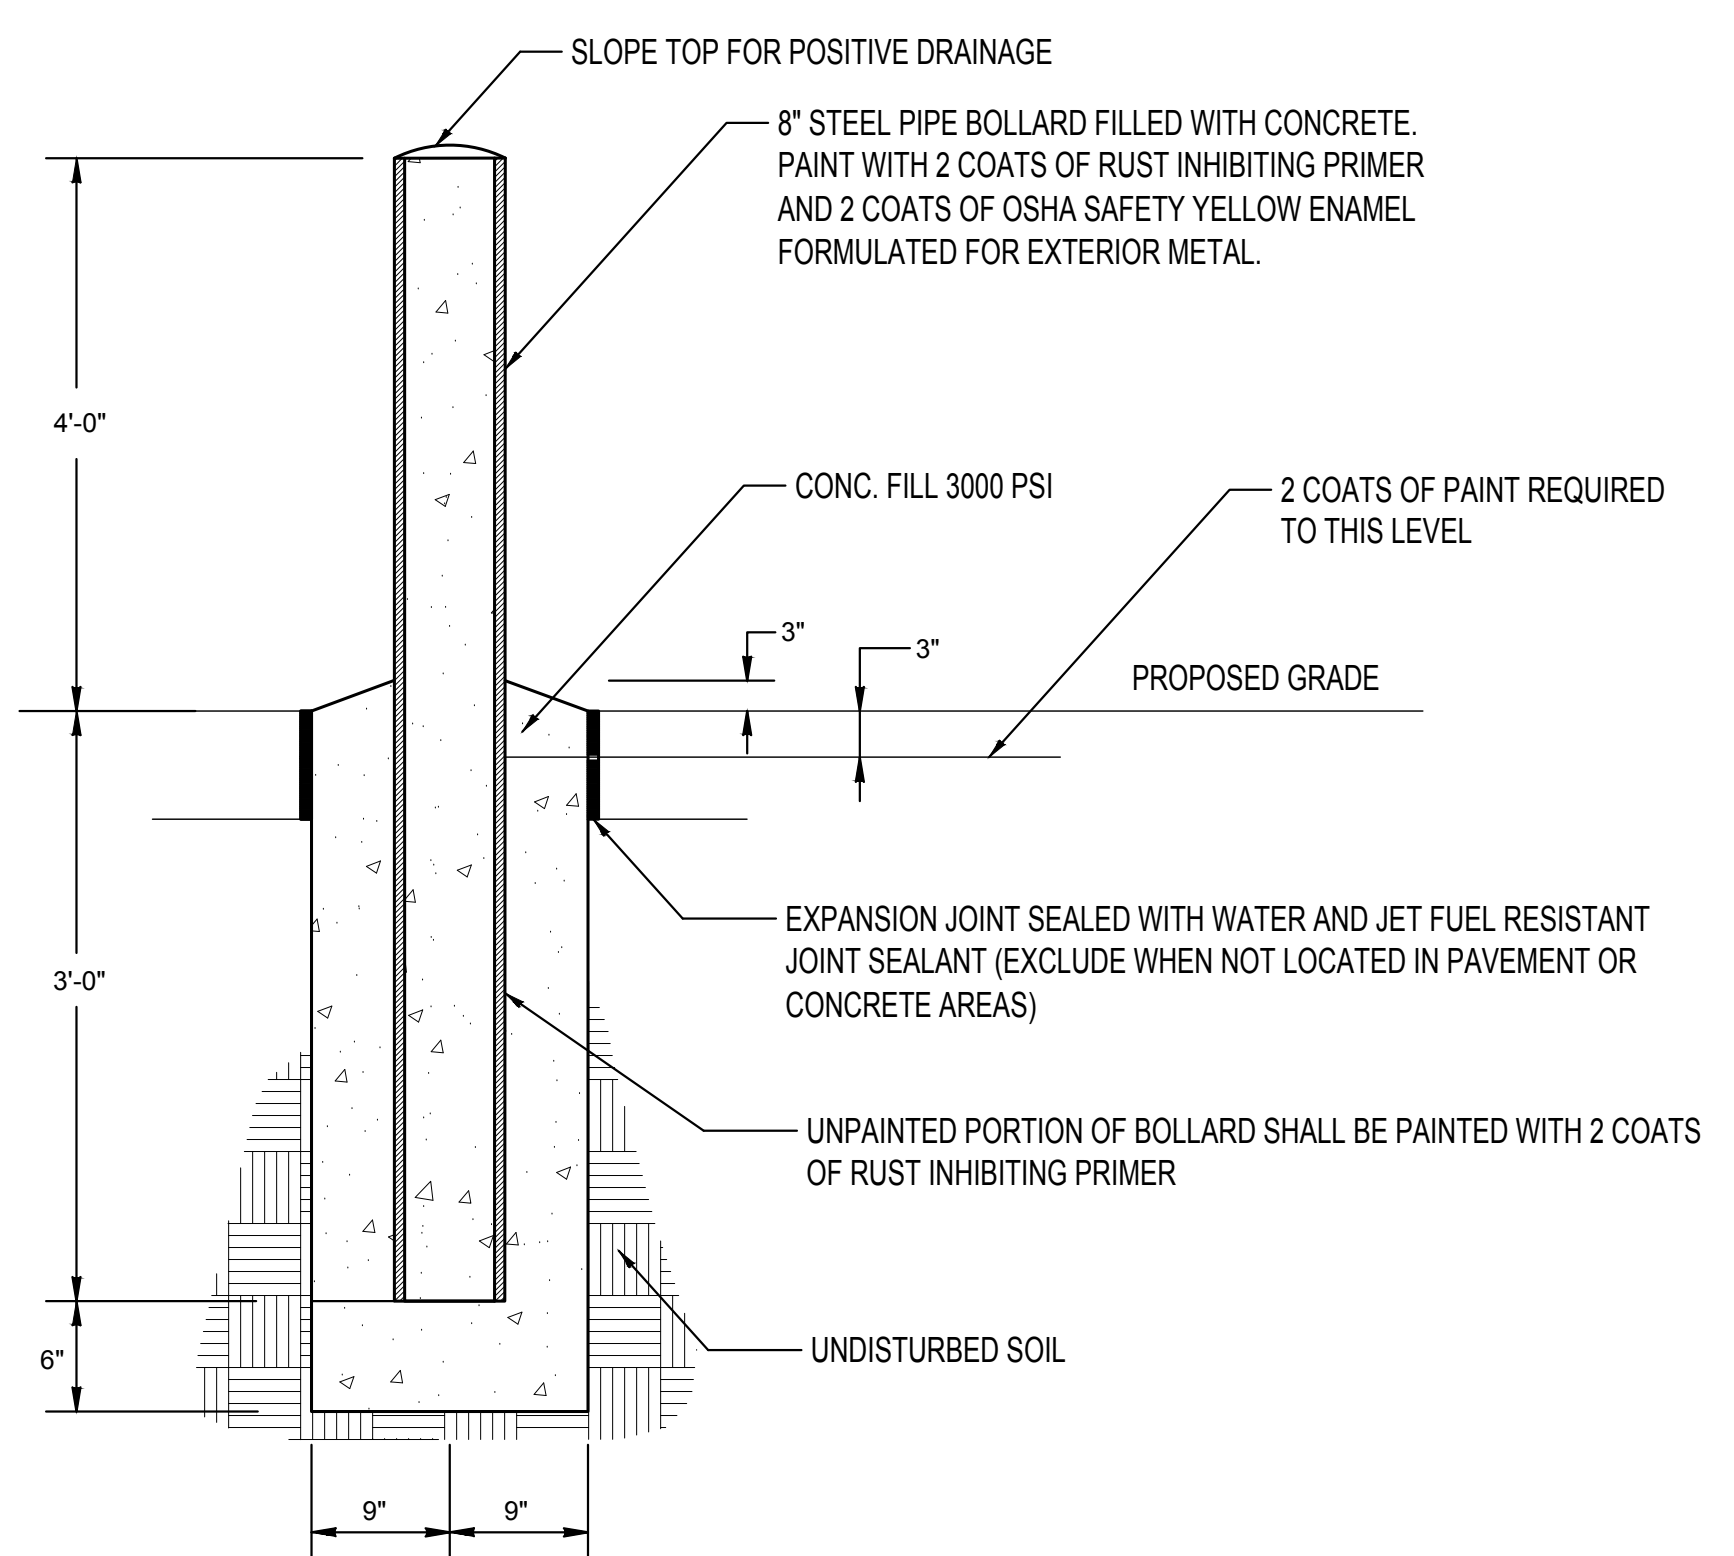 SLOPE TOP FOR POSITIVE DRAINAGE
8" STEEL PIPE BOLLARD FILLED WITH CONCRETE.
PAINT WITH 2 COATS OF RUST INHIBITING PRIMER
AND 2 COATS OF OSHA SAFETY YELLOW ENAMEL
FORMULATED FOR EXTERIOR METAL.
4'-0"
CONC. FILL 3000 PSI
2 COATS OF PAINT REQUIRED
TO THIS LEVEL
3"
3"
PROPOSED GRADE
EXPANSION JOINT SEALED WITH WATER AND JET FUEL RESISTANT
JOINT SEALANT (EXCLUDE WHEN NOT LOCATED IN PAVEMENT OR
CONCRETE AREAS)
3'-0"
UNPAINTED PORTION OF BOLLARD SHALL BE PAINTED WITH 2 COATS
OF RUST INHIBITING PRIMER
UNDISTURBED SOIL
6"
9"
9"